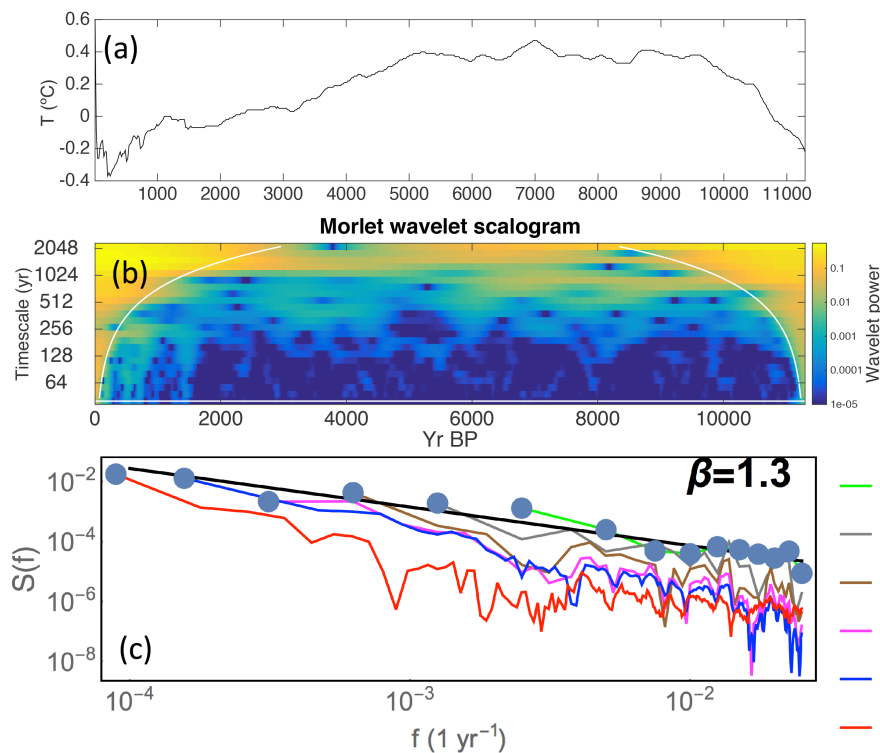 (a)
T (ºC)
0.6
0.4
0.2
0
-0.2
-0.4
1000 2000 3000 4000 5000 6000 7000 8000 9000 10000 11000
Morlet wavelet scalogram
(b)
Timescale (yr)
2048
1024
512
256
128
64
0 2000 4000 6000 8000 10000
Yr BP
0.1
0.01
0.001
0.0001
1e-05
Wavelet power
β=1.3
(c)
S(f)
10⁻²
10⁻⁴
10⁻⁶
10⁻⁸
10⁻⁴ 10⁻³ 10⁻²
f (1 yr⁻¹)